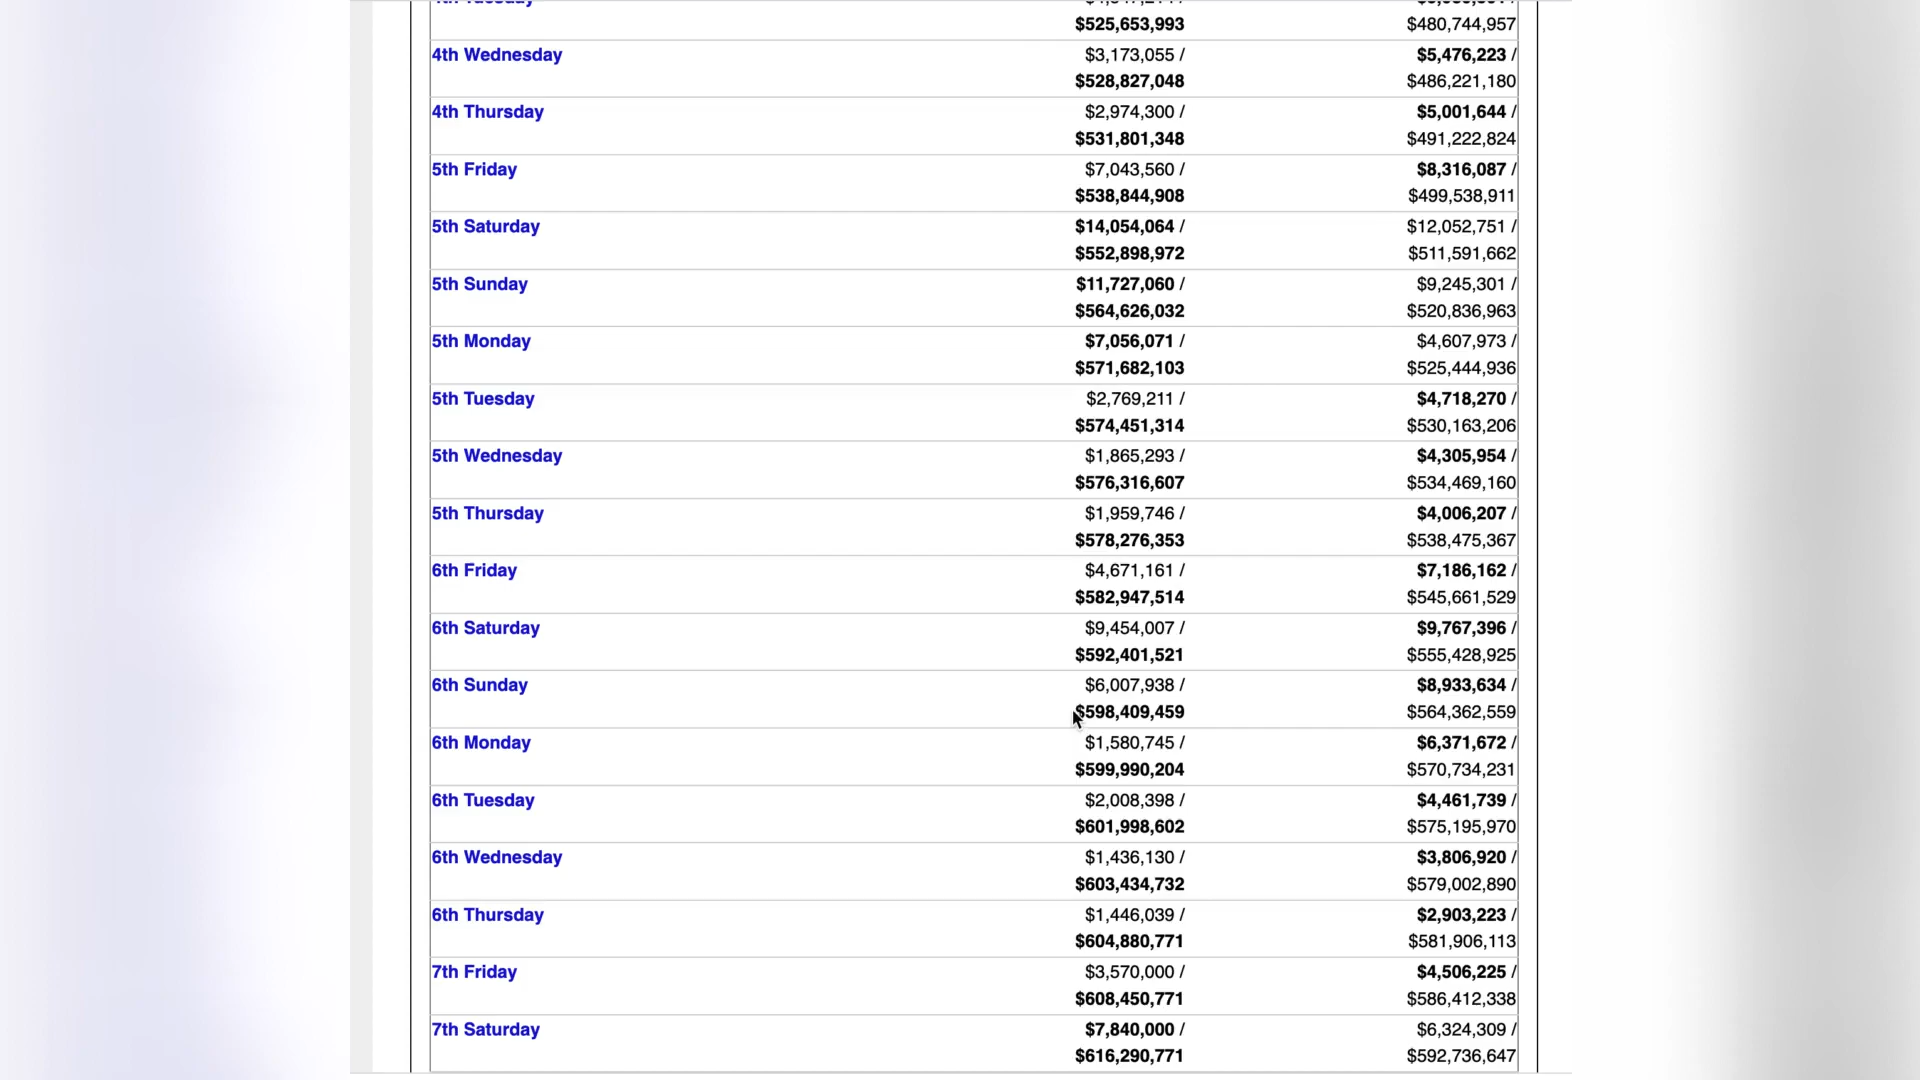 $525,653,993 $480,744,957
4th Wednesday $3,173,055 / $5,476,223 /
$528,827,048 $486,221,180
4th Thursday $2,974,300 / $5,001,644 /
$531,801,348 $491,222,824
5th Friday $7,043,560 / $8,316,087 /
$538,844,908 $499,538,911
5th Saturday $14,054,064 / $12,052,751 /
$552,898,972 $511,591,662
5th Sunday $11,727,060 / $9,245,301 /
$564,626,032 $520,836,963
5th Monday $7,056,071 / $4,607,973 /
$571,682,103 $525,444,936
5th Tuesday $2,769,211 / $4,718,270 /
$574,451,314 $530,163,206
5th Wednesday $1,865,293 / $4,305,954 /
$576,316,607 $534,469,160
5th Thursday $1,959,746 / $4,006,207 /
$578,276,353 $538,475,367
6th Friday $4,671,161 / $7,186,162 /
$582,947,514 $545,661,529
6th Saturday $9,454,007 / $9,767,396 /
$592,401,521 $555,428,925
6th Sunday $6,007,938 / $8,933,634 /
$598,409,459 $564,362,559
6th Monday $1,580,745 / $6,371,672 /
$599,990,204 $570,734,231
6th Tuesday $2,008,398 / $4,461,739 /
$601,998,602 $575,195,970
6th Wednesday $1,436,130 / $3,806,920 /
$603,434,732 $579,002,890
6th Thursday $1,446,039 / $2,903,223 /
$604,880,771 $581,906,113
7th Friday $3,570,000 / $4,506,225 /
$608,450,771 $586,412,338
7th Saturday $7,840,000 / $6,324,309 /
$616,290,771 $592,736,647